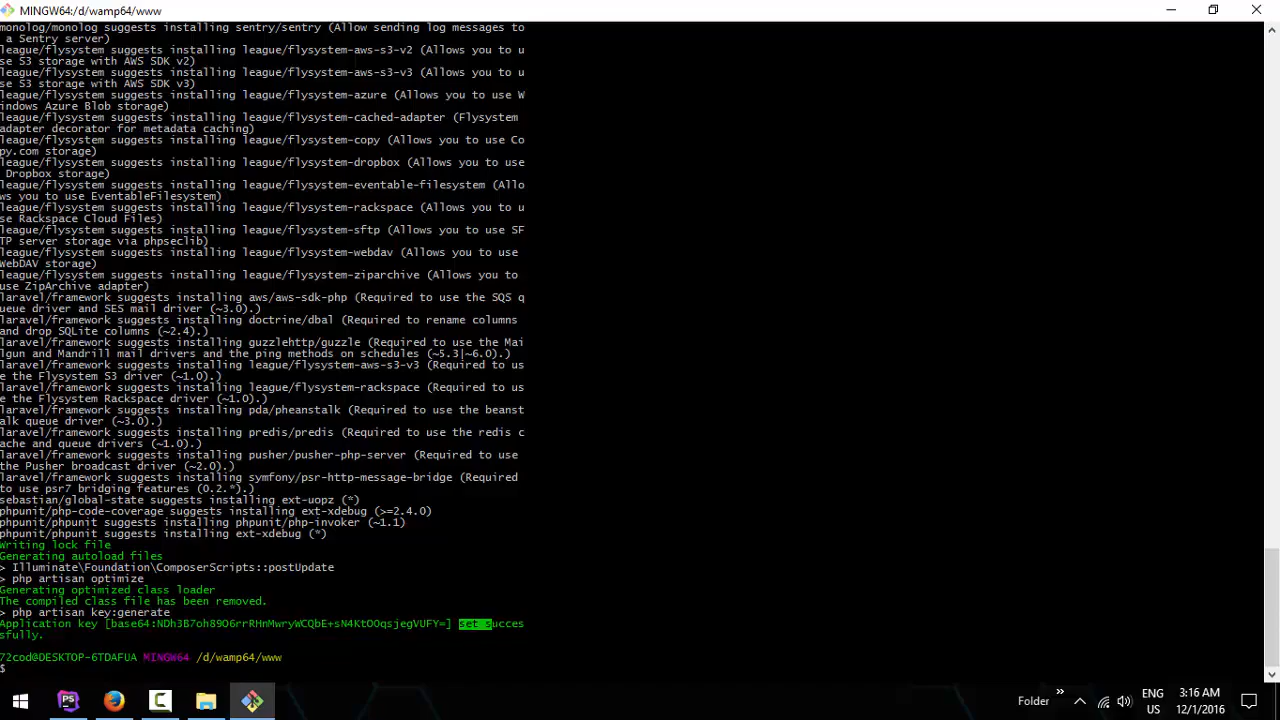 MINGW64:/d/wamp64/www
monolog/monolog suggests installing sentry/sentry (Allow sending log messages to
 a Sentry server)
league/flysystem suggests installing league/flysystem-aws-s3-v2 (Allows you to u
se S3 storage with AWS SDK v2)
league/flysystem suggests installing league/flysystem-aws-s3-v3 (Allows you to u
se S3 storage with AWS SDK v3)
league/flysystem suggests installing league/flysystem-azure (Allows you to use W
indows Azure Blob storage)
league/flysystem suggests installing league/flysystem-cached-adapter (Flysystem
adapter decorator for metadata caching)
league/flysystem suggests installing league/flysystem-copy (Allows you to use Co
py.com storage)
league/flysystem suggests installing league/flysystem-dropbox (Allows you to use
 Dropbox storage)
league/flysystem suggests installing league/flysystem-eventable-filesystem (Allo
ws you to use EventableFilesystem)
league/flysystem suggests installing league/flysystem-rackspace (Allows you to u
se Rackspace Cloud Files)
league/flysystem suggests installing league/flysystem-sftp (Allows you to use SF
TP server storage via phpseclib)
league/flysystem suggests installing league/flysystem-webdav (Allows you to use
WebDAV storage)
league/flysystem suggests installing league/flysystem-ziparchive (Allows you to
use ZipArchive adapter)
laravel/framework suggests installing aws/aws-sdk-php (Required to use the SQS q
ueue driver and SES mail driver (~3.0).)
laravel/framework suggests installing doctrine/dbal (Required to rename columns
and drop SQLite columns (~2.4).)
laravel/framework suggests installing guzzlehttp/guzzle (Required to use the Mai
lgun and Mandrill mail drivers and the ping methods on schedules (~5.3|~6.0).)
laravel/framework suggests installing league/flysystem-aws-s3-v3 (Required to us
e the Flysystem S3 driver (~1.0).)
laravel/framework suggests installing league/flysystem-rackspace (Required to us
e the Flysystem Rackspace driver (~1.0).)
laravel/framework suggests installing pda/pheanstalk (Required to use the beanst
alk queue driver (~3.0).)
laravel/framework suggests installing predis/predis (Required to use the redis c
ache and queue drivers (~1.0).)
laravel/framework suggests installing pusher/pusher-php-server (Required to use
the Pusher broadcast driver (~2.0).)
laravel/framework suggests installing symfony/psr-http-message-bridge (Required
to use psr7 bridging features (0.2.*).)
sebastian/global-state suggests installing ext-uopz (*)
phpunit/php-code-coverage suggests installing ext-xdebug (>=2.4.0)
phpunit/phpunit suggests installing phpunit/php-invoker (~1.1)
phpunit/phpunit suggests installing ext-xdebug (*)
Writing lock file
Generating autoload files
> Illuminate\Foundation\ComposerScripts::postUpdate
> php artisan optimize
Generating optimized class loader
The compiled class file has been removed.
> php artisan key:generate
Application key [base64:NDh3B7oh89O6rrRHnMwryWCQbE+sN4KtOOqsjegVUFY=] set succes
sfully.
72cod@DESKTOP-6TDAFUA MINGW64 /d/wamp64/www
$
PS
C
Folder
ENG
US
3:16 AM
12/1/2016